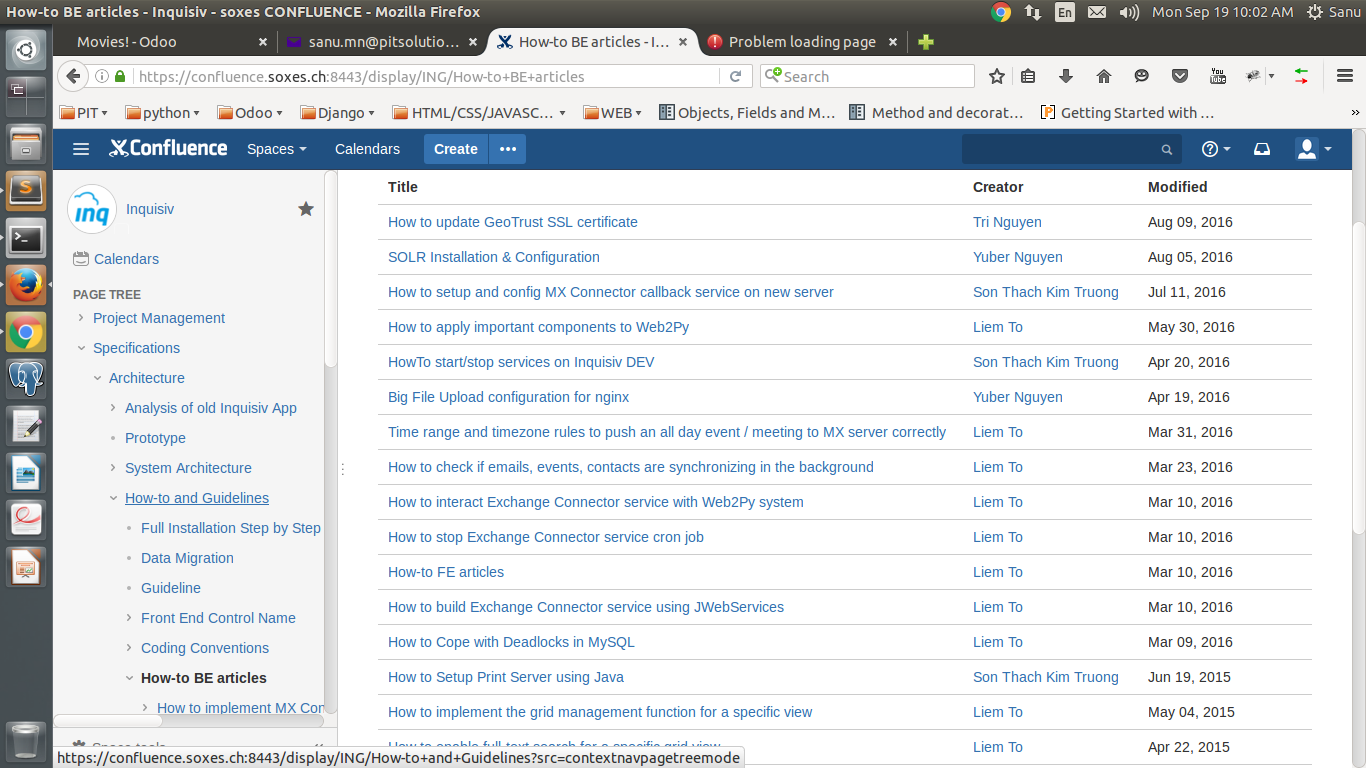 How-to BE articles - Inquisiv - soxes CONFLUENCE - Mozilla Firefox En Mon Sep 19 10:02 AM Sanu
Movies! - Odoo sanu.mn@pitsolutio... How-to BE articles - I... Problem loading page
https://confluence.soxes.ch:8443/display/ING/How-to+BE+articles Search You Tube
PIT python Odoo Django HTML/CSS/JAVASC... WEB Objects, Fields and M... Method and decorat... Getting Started with ... »
Confluence Spaces Calendars Create •••
inq Inquisiv
Calendars
PAGE TREE
Project Management
Specifications
Architecture
Analysis of old Inquisiv App
Prototype
System Architecture
How-to and Guidelines
Full Installation Step by Step
Data Migration
Guideline
Front End Control Name
Coding Conventions
How-to BE articles
How to implement MX Con
Space tools «
Title Creator Modified
How to update GeoTrust SSL certificate Tri Nguyen Aug 09, 2016
SOLR Installation & Configuration Yuber Nguyen Aug 05, 2016
How to setup and config MX Connector callback service on new server Son Thach Kim Truong Jul 11, 2016
How to apply important components to Web2Py Liem To May 30, 2016
HowTo start/stop services on Inquisiv DEV Son Thach Kim Truong Apr 20, 2016
Big File Upload configuration for nginx Yuber Nguyen Apr 19, 2016
Time range and timezone rules to push an all day event / meeting to MX server correctly Liem To Mar 31, 2016
How to check if emails, events, contacts are synchronizing in the background Liem To Mar 23, 2016
How to interact Exchange Connector service with Web2Py system Liem To Mar 10, 2016
How to stop Exchange Connector service cron job Liem To Mar 10, 2016
How-to FE articles Liem To Mar 10, 2016
How to build Exchange Connector service using JWebServices Liem To Mar 10, 2016
How to Cope with Deadlocks in MySQL Liem To Mar 09, 2016
How to Setup Print Server using Java Son Thach Kim Truong Jun 19, 2015
How to implement the grid management function for a specific view Liem To May 04, 2015
How to enable full text search for a specific grid view Liem To Apr 22, 2015
https://confluence.soxes.ch:8443/display/ING/How-to+and+Guidelines?src=contextnavpagetreemode